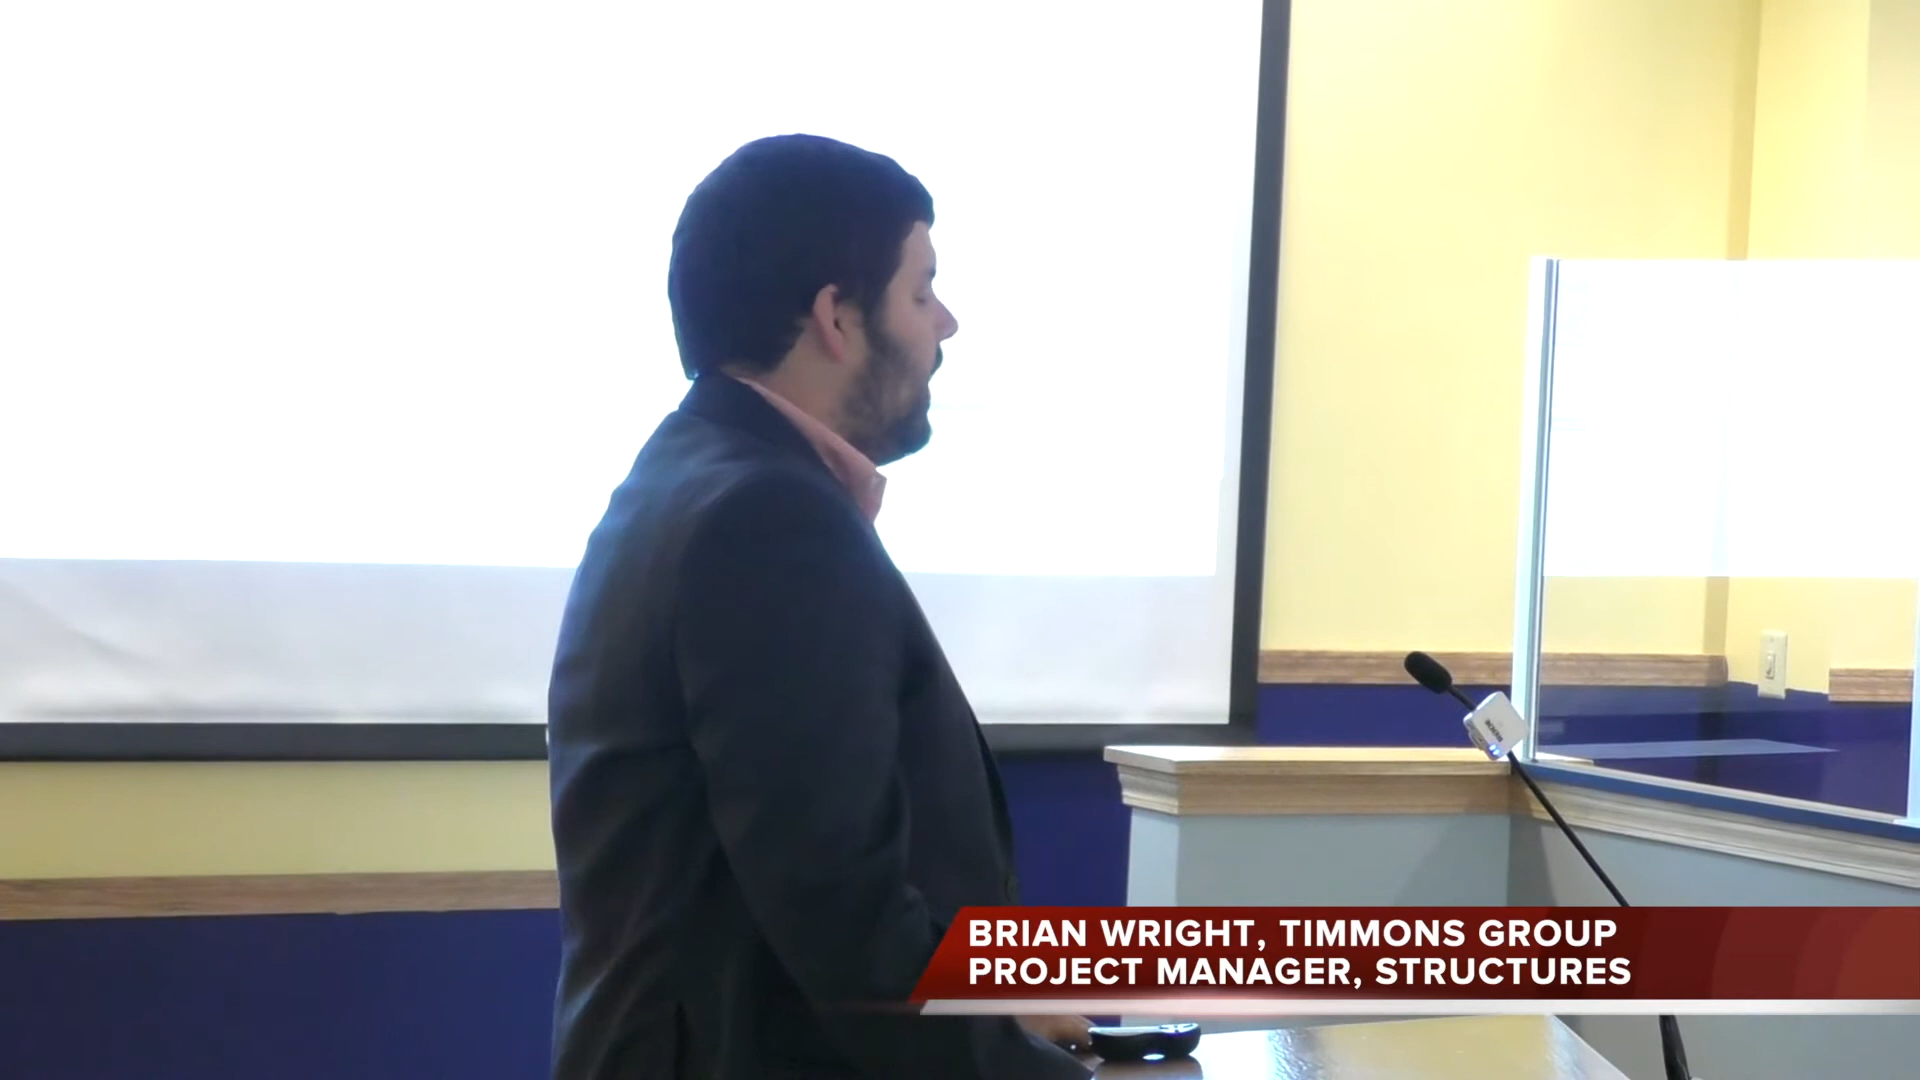 BRIAN WRIGHT, TIMMONS GROUP
PROJECT MANAGER, STRUCTURES